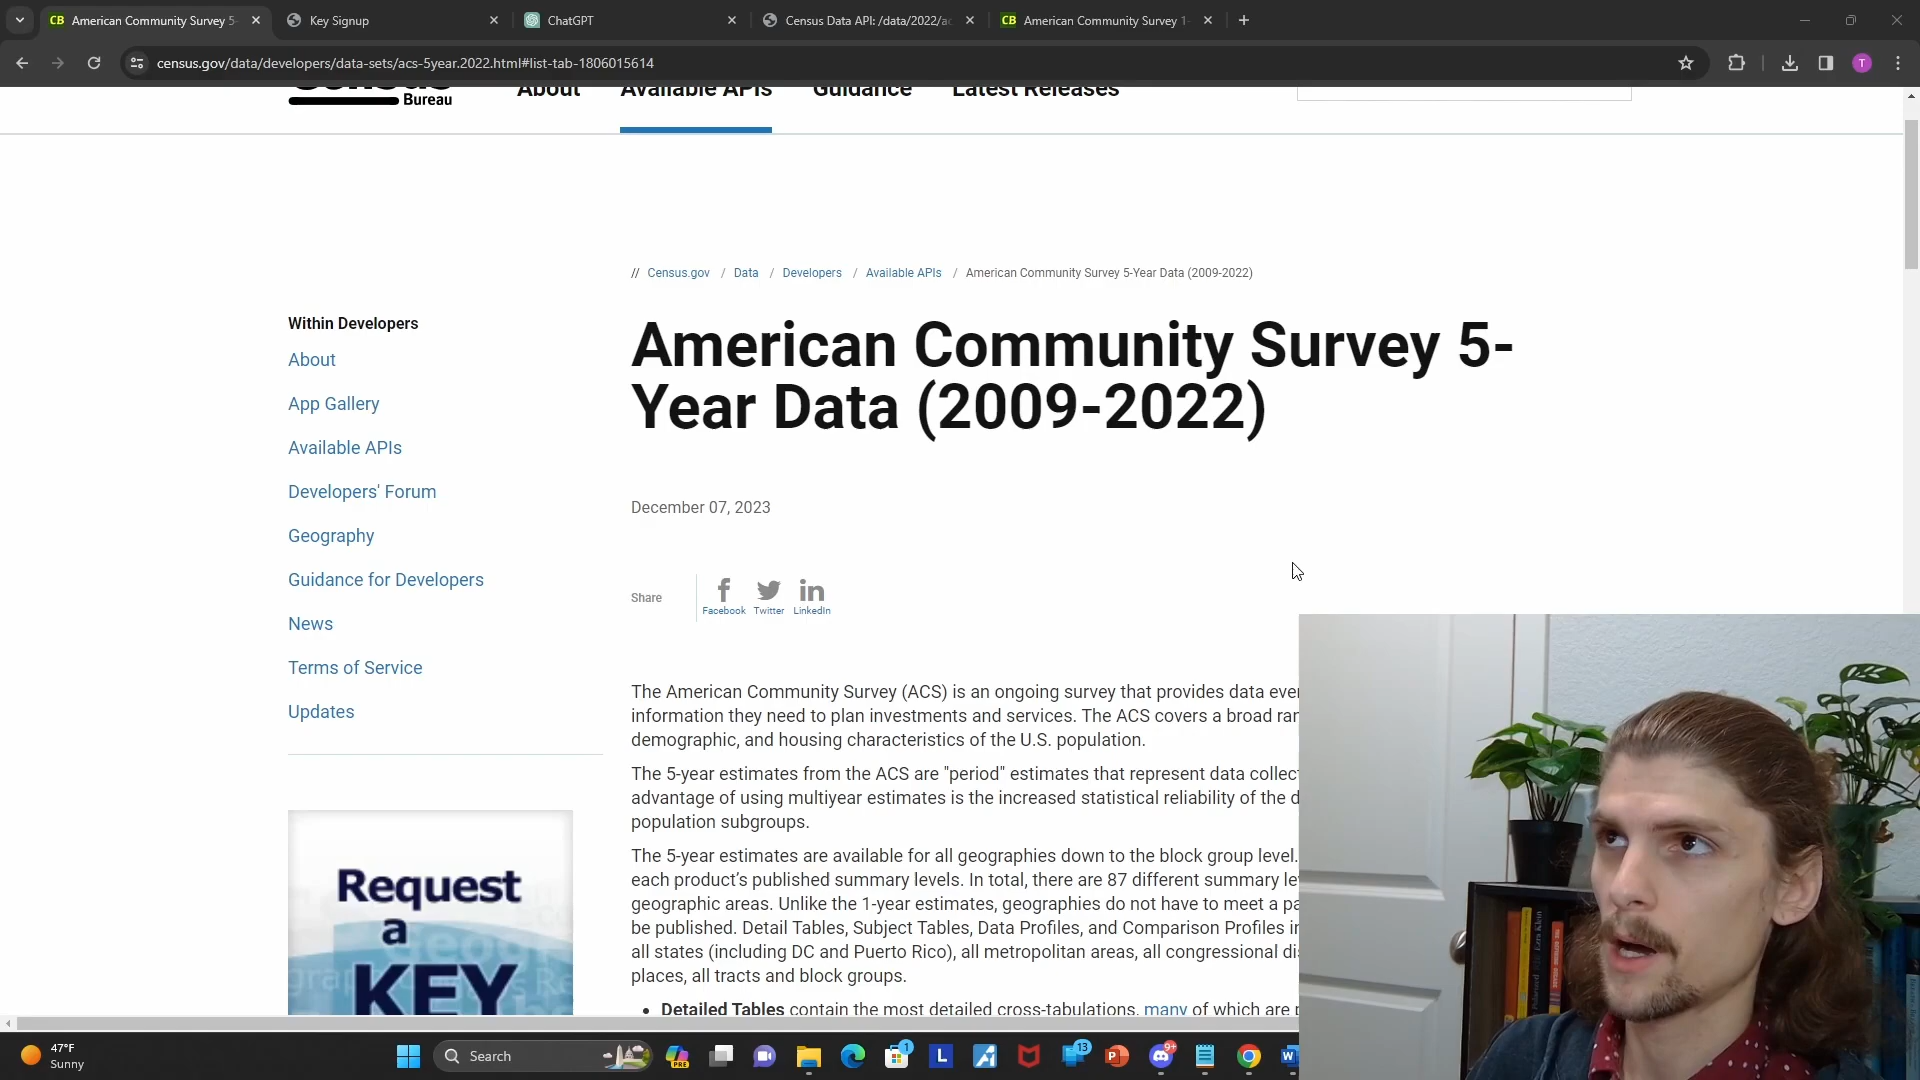 American Community Survey 5-
Key Signup
ChatGPT
Census Data API: /data/2022/ac
American Community Survey 1-
census.gov/data/developers/data-sets/acs-5year.2022.html#list-tab-1806015614
T
Census
Bureau
About
Available APIs
Guidance
Latest Releases
// Census.gov / Data / Developers / Available APIs / American Community Survey 5-Year Data (2009-2022)
Within Developers
About
App Gallery
Available APIs
Developers' Forum
Geography
Guidance for Developers
News
Terms of Service
Updates
Request
a
KEY
American Community Survey 5-
Year Data (2009-2022)
December 07, 2023
Share
Facebook
Twitter
LinkedIn
The American Community Survey (ACS) is an ongoing survey that provides data ever
information they need to plan investments and services. The ACS covers a broad ran
demographic, and housing characteristics of the U.S. population.
The 5-year estimates from the ACS are "period" estimates that represent data collect
advantage of using multiyear estimates is the increased statistical reliability of the d
population subgroups.
The 5-year estimates are available for all geographies down to the block group level.
each product's published summary levels. In total, there are 87 different summary le
geographic areas. Unlike the 1-year estimates, geographies do not have to meet a pa
be published. Detail Tables, Subject Tables, Data Profiles, and Comparison Profiles in
all states (including DC and Puerto Rico), all metropolitan areas, all congressional di
places, all tracts and block groups.
• Detailed Tables contain the most detailed cross-tabulations, many of which are p
47°F
Sunny
Search
PRE
1
L
13
P
9+
W